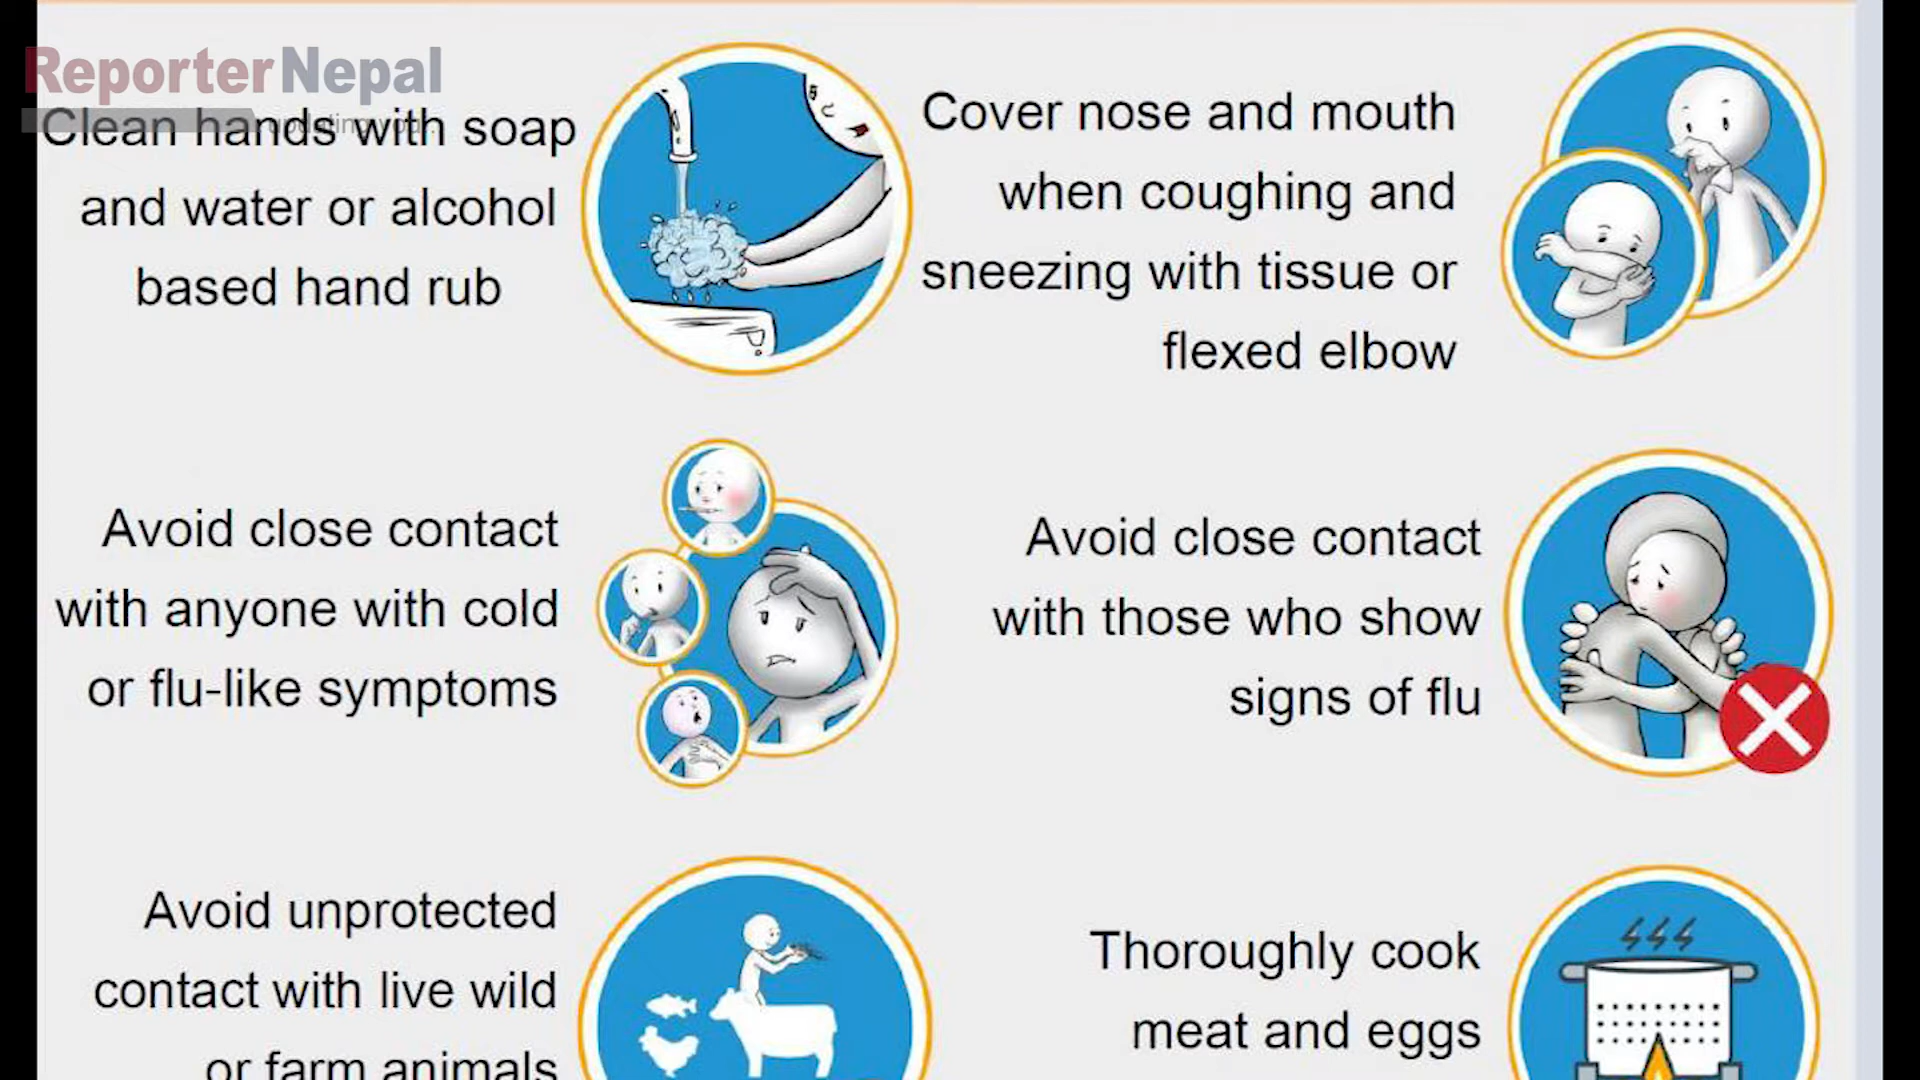 ReporterNepal
Clean hands with soap
and water or alcohol
based hand rub
Cover nose and mouth
when coughing and
sneezing with tissue or
flexed elbow
Avoid close contact
with anyone with cold
or flu-like symptoms
Avoid close contact
with those who show
signs of flu
Avoid unprotected
contact with live wild
or farm animals
Thoroughly cook
meat and eggs